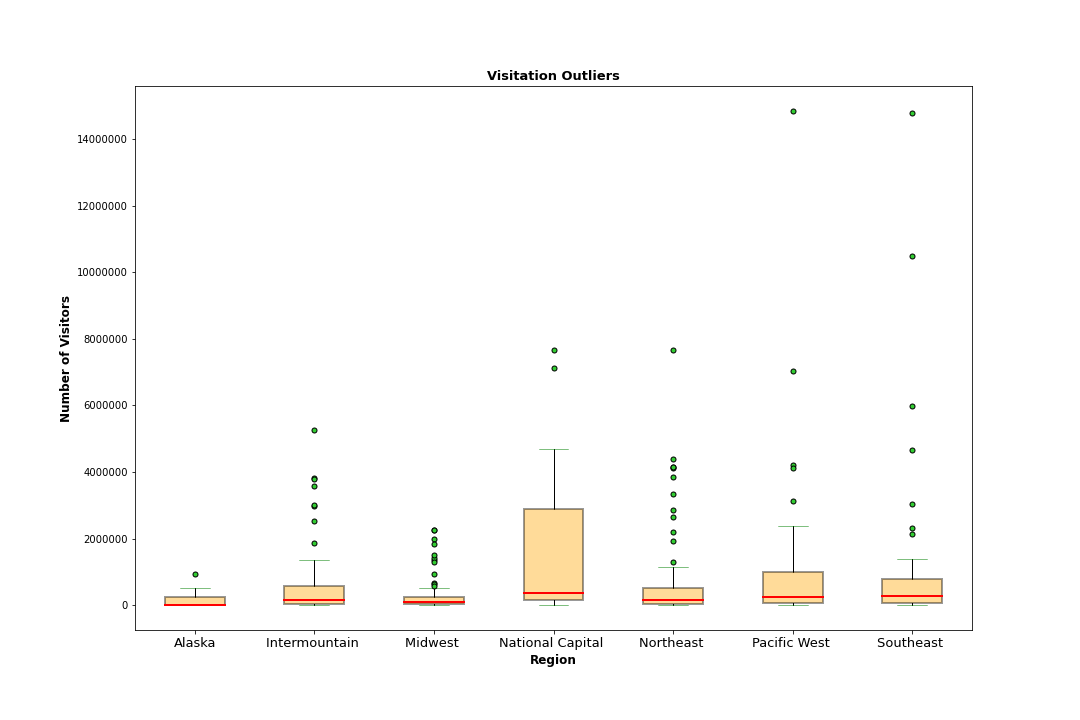 Visitation Outliers
Number of Visitors
14000000
12000000
10000000
8000000
6000000
4000000
2000000
0
Alaska Intermountain Midwest National Capital Northeast Pacific West Southeast
Region